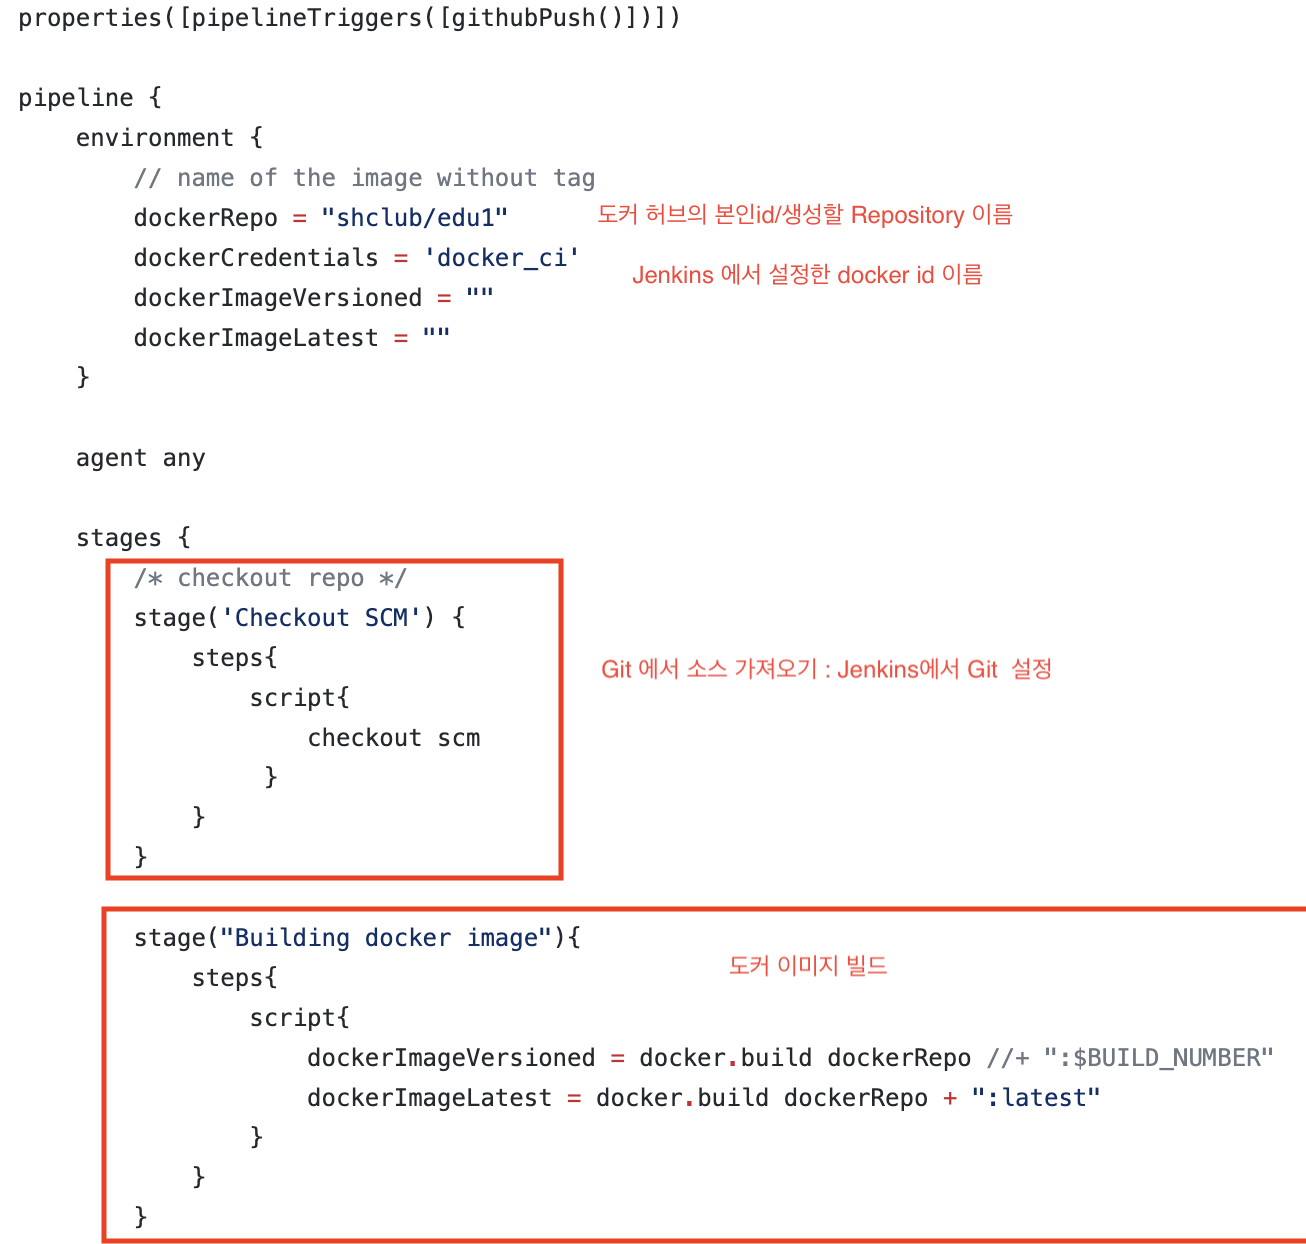 properties([pipelineTriggers([githubPush()])])
pipeline {
environment {
// name of the image without tag
dockerRepo = "shclub/edu1" 도커 허브의 본인id/생성할 Repository 이름
dockerCredentials = 'docker_ci' Jenkins 에서 설정한 docker id 이름
dockerImageVersioned = ""
dockerImageLatest = ""
}
agent any
stages {
/* checkout repo */
stage('Checkout SCM') {
steps{
Git 에서 소스 가져오기 : Jenkins에서 Git 설정
script{
checkout scm
}
}
}
stage("Building docker image"){
도커 이미지 빌드
steps{
script{
dockerImageVersioned = docker.build dockerRepo //+ ":$BUILD_NUMBER"
dockerImageLatest = docker.build dockerRepo + ":latest"
}
}
}